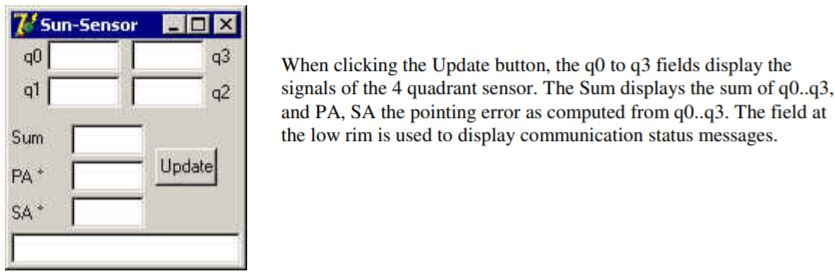 Sun-Sensor
q0 q3
q1 q2
Sum
PA °
Update
SA °
When clicking the Update button, the q0 to q3 fields display the
signals of the 4 quadrant sensor. The Sum displays the sum of q0..q3,
and PA, SA the pointing error as computed from q0..q3. The field at
the low rim is used to display communication status messages.